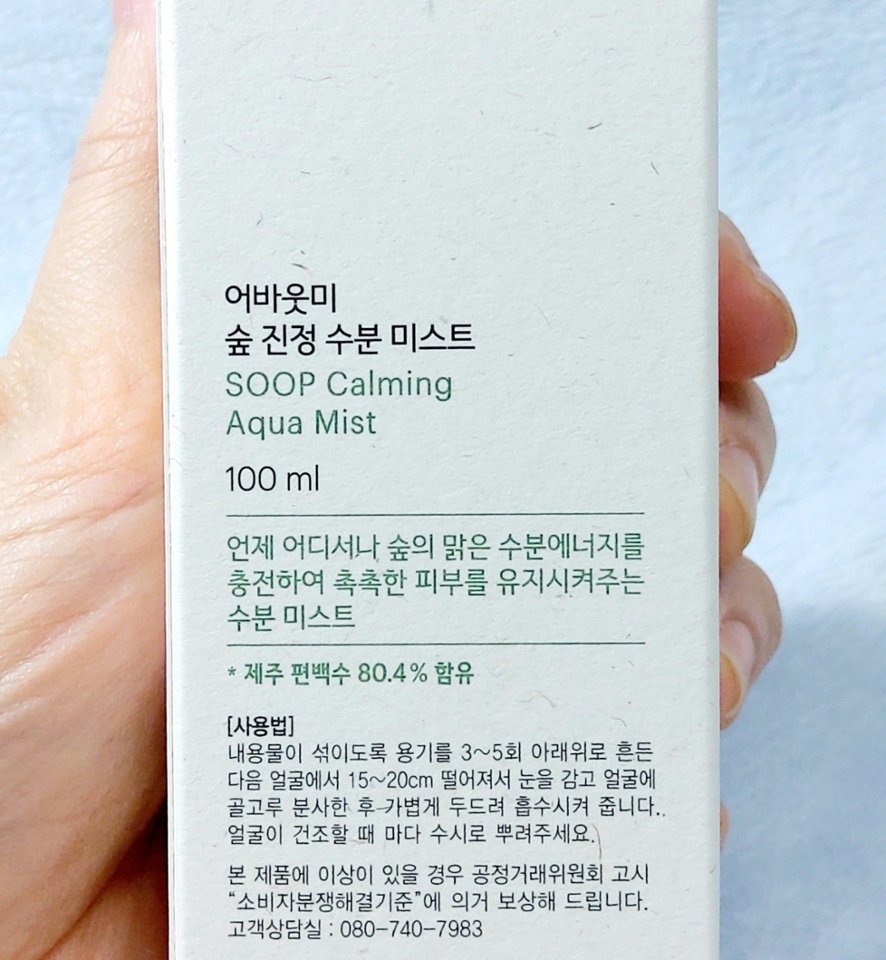 어바웃미
숲 진정 수분 미스트
SOOP Calming
Aqua Mist
100 ml
언제 어디서나 숲의 맑은 수분에너지를
충전하여 촉촉한 피부를 유지시켜주는
수분 미스트
* 제주 편백수 80.4% 함유
[사용법]
내용물이 섞이도록 용기를 3~5회 아래위로 흔든
다음 얼굴에서 15~20cm 떨어져서 눈을 감고 얼굴에
골고루 분사한 후 가볍게 두드려 흡수시켜 줍니다.
얼굴이 건조할 때 마다 수시로 뿌려주세요.
본 제품에 이상이 있을 경우 공정거래위원회 고시
“소비자분쟁해결기준”에 의거 보상해 드립니다.
고객상담실 : 080-740-7983